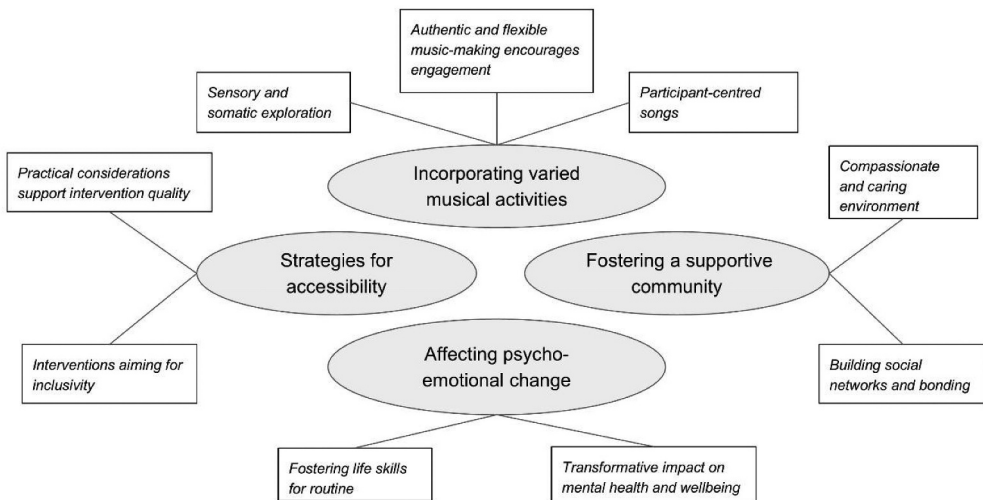 Authentic and flexible
music-making encourages
engagement
Sensory and
somatic exploration
Participant-centred
songs
Incorporating varied
musical activities
Practical considerations
support intervention quality
Compassionate
and caring
environment
Strategies for
accessibility
Fostering a supportive
community
Interventions aiming for
inclusivity
Affecting psycho-
emotional change
Building social
networks and bonding
Fostering life skills
for routine
Transformative impact on
mental health and wellbeing